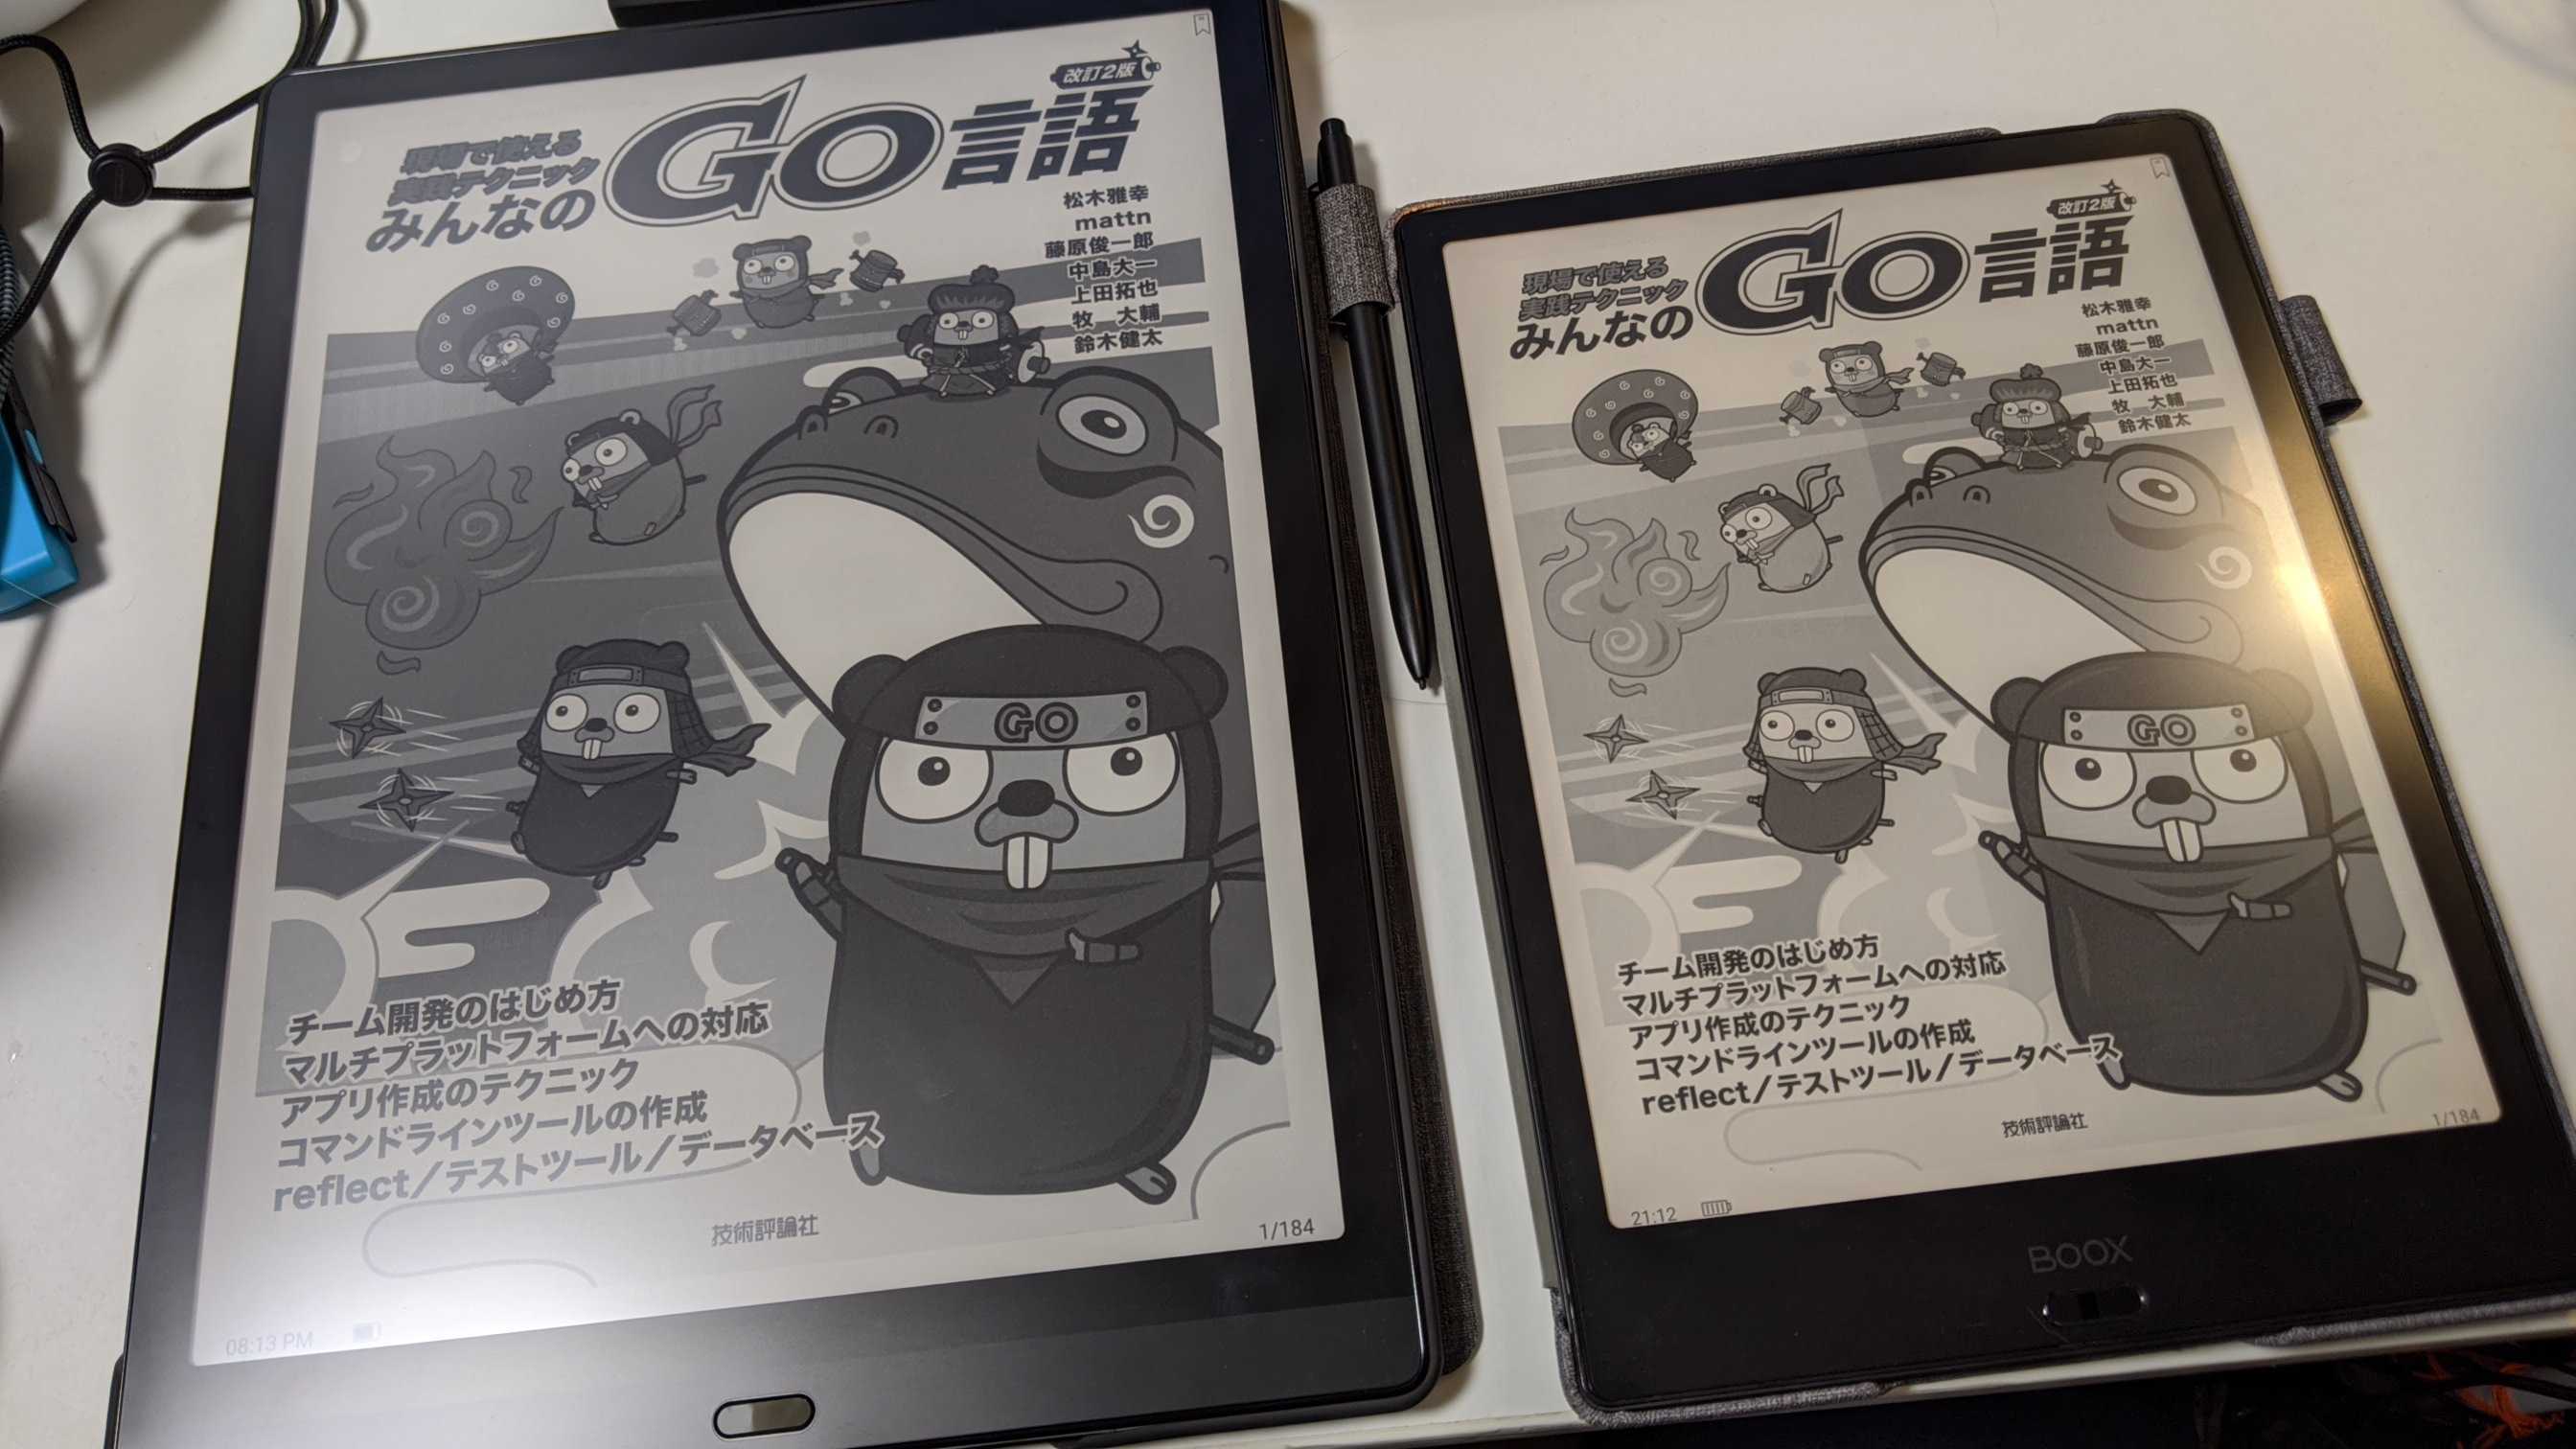 改訂2版
現場で使える
実践テクニック
みんなの
GO言語
松木雅幸
mattn
藤原俊一郎
中島大一
上田拓也
牧 大輔
鈴木健太
GO
チーム開発のはじめ方
マルチプラットフォームへの対応
アプリ作成のテクニック
コマンドラインツールの作成
reflect/テストツール/データベース
技術評論社
1/184
08:13 PM
改訂2版
現場で使える
実践テクニック
みんなの
GO言語
松木雅幸
mattn
藤原俊一郎
中島大一
上田拓也
牧 大輔
鈴木健太
GO
チーム開発のはじめ方
マルチプラットフォームへの対応
アプリ作成のテクニック
コマンドラインツールの作成
reflect/テストツール/データベース
技術評論社
1/184
21:12
BOOX